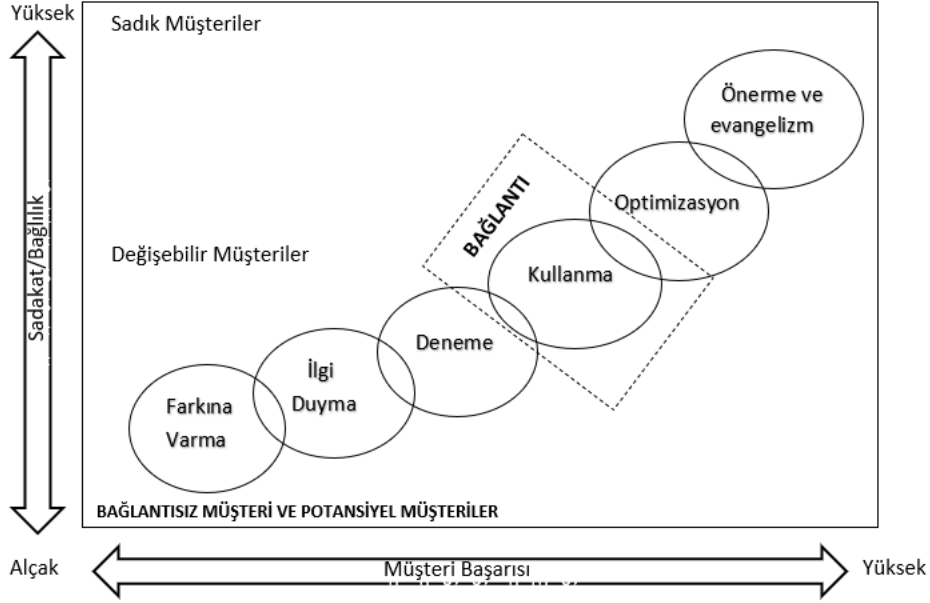 Yüksek
Sadık Müşteriler
Önerme ve
evangelizm
Optimizasyon
BAĞLANTI
Sadakat/Bağlılık
Değişebilir Müşteriler
Kullanma
Deneme
İlgi
Duyma
Farkına
Varma
BAĞLANTISIZ MÜŞTERİ VE POTANSİYEL MÜŞTERİLER
Alçak
Müşteri Başarısı
Yüksek